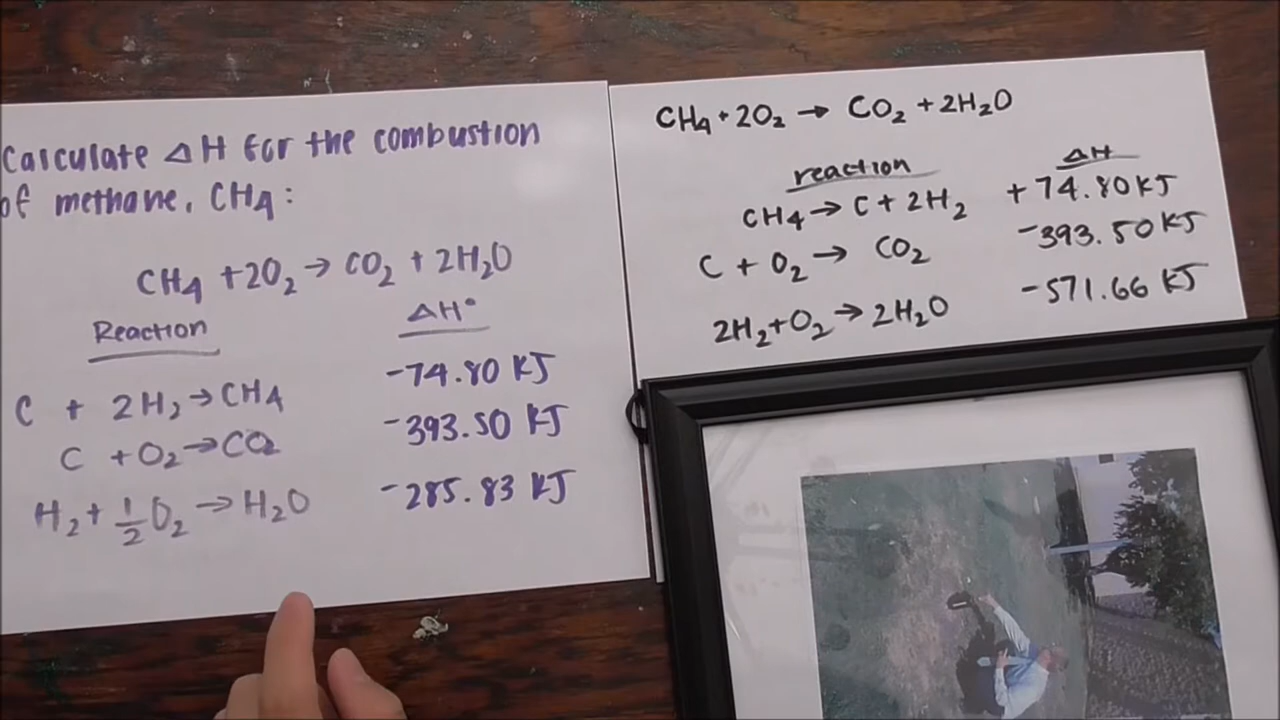 Calculate ΔH for the combustion
of methane, CH₄:
CH₄ + 2O₂ → CO₂ + 2H₂O
Reaction ΔH°
C + 2H₂ → CH₄ -74.80 KJ
C + O₂ → CO₂ -393.50 KJ
H₂ + ½O₂ → H₂O -285.83 KJ
CH₄ + 2O₂ → CO₂ + 2H₂O
reaction ΔH
CH₄ → C + 2H₂ +74.80 KJ
C + O₂ → CO₂ -393.50 KJ
2H₂ + O₂ → 2H₂O -571.66 KJ